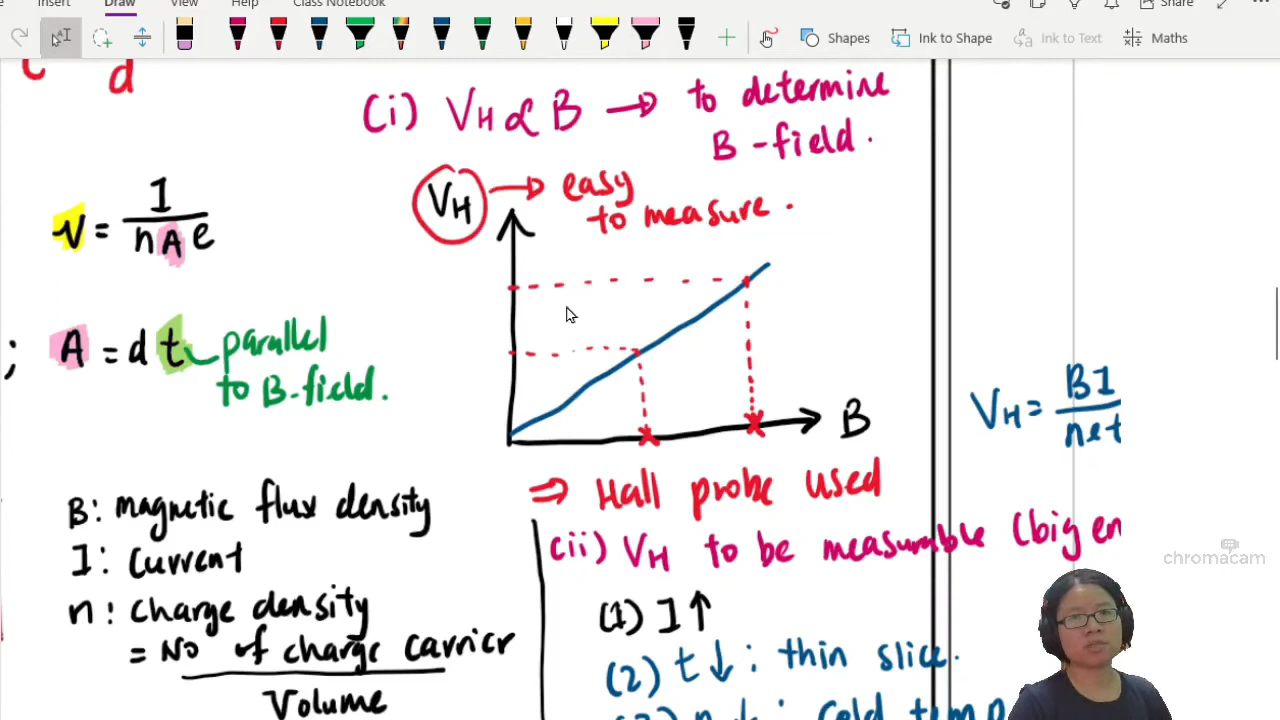 Insert Draw View Help Class Notebook Share
Shapes Ink to Shape Ink to Text Maths
d
(i) VH ∝ B → to determine
B-field.
VH → easy
to measure.
v = I
nAe
; A = d t parallel
to B-field.
B
VH = BI
net
⇒ Hall probe used
B: magnetic flux density
I: Current
n: charge density
= No of charge carrier
Volume
(ii) VH to be measurable (big en
(1) I↑
(2) t↓: thin slice.
chromacam